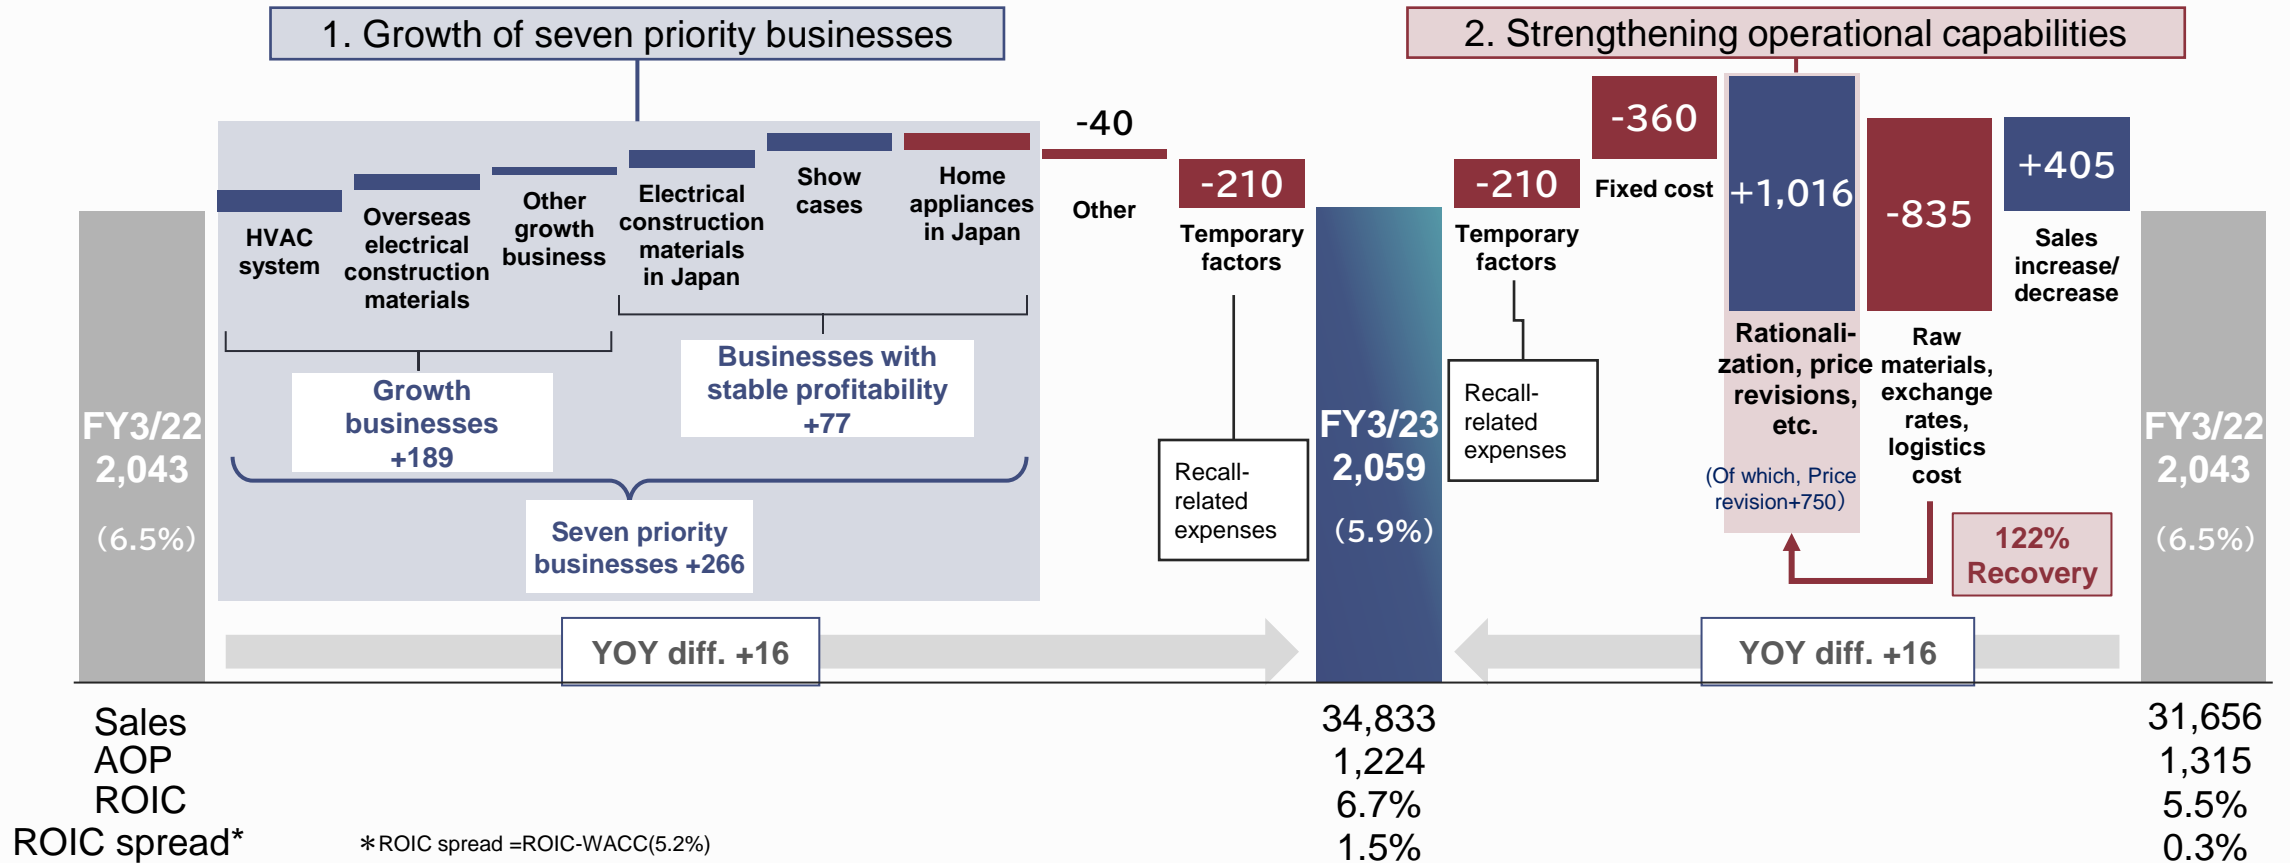 1. Growth of seven priority businesses
2. Strengthening operational capabilities
FY3/22
2,043
(6.5%)
HVAC
system
Overseas
electrical
construction
materials
Other
growth
business
Electrical
construction
materials
in Japan
Show
cases
Home
appliances
in Japan
-40
Other
-210
Temporary
factors
Recall-
related
expenses
Growth
businesses
+189
Businesses with
stable profitability
+77
Seven priority
businesses +266
YOY diff. +16
FY3/23
2,059
(5.9%)
-210
Temporary
factors
Recall-
related
expenses
-360
Fixed cost
+1,016
Rationali-
zation, price
revisions,
etc.
(Of which, Price
revision+750)
-835
Raw
materials,
exchange
rates,
logistics
cost
122%
Recovery
+405
Sales
increase/
decrease
YOY diff. +16
FY3/22
2,043
(6.5%)
Sales 34,833 31,656
AOP 1,224 1,315
ROIC 6.7% 5.5%
ROIC spread* 1.5% 0.3%
*ROIC spread =ROIC-WACC(5.2%)